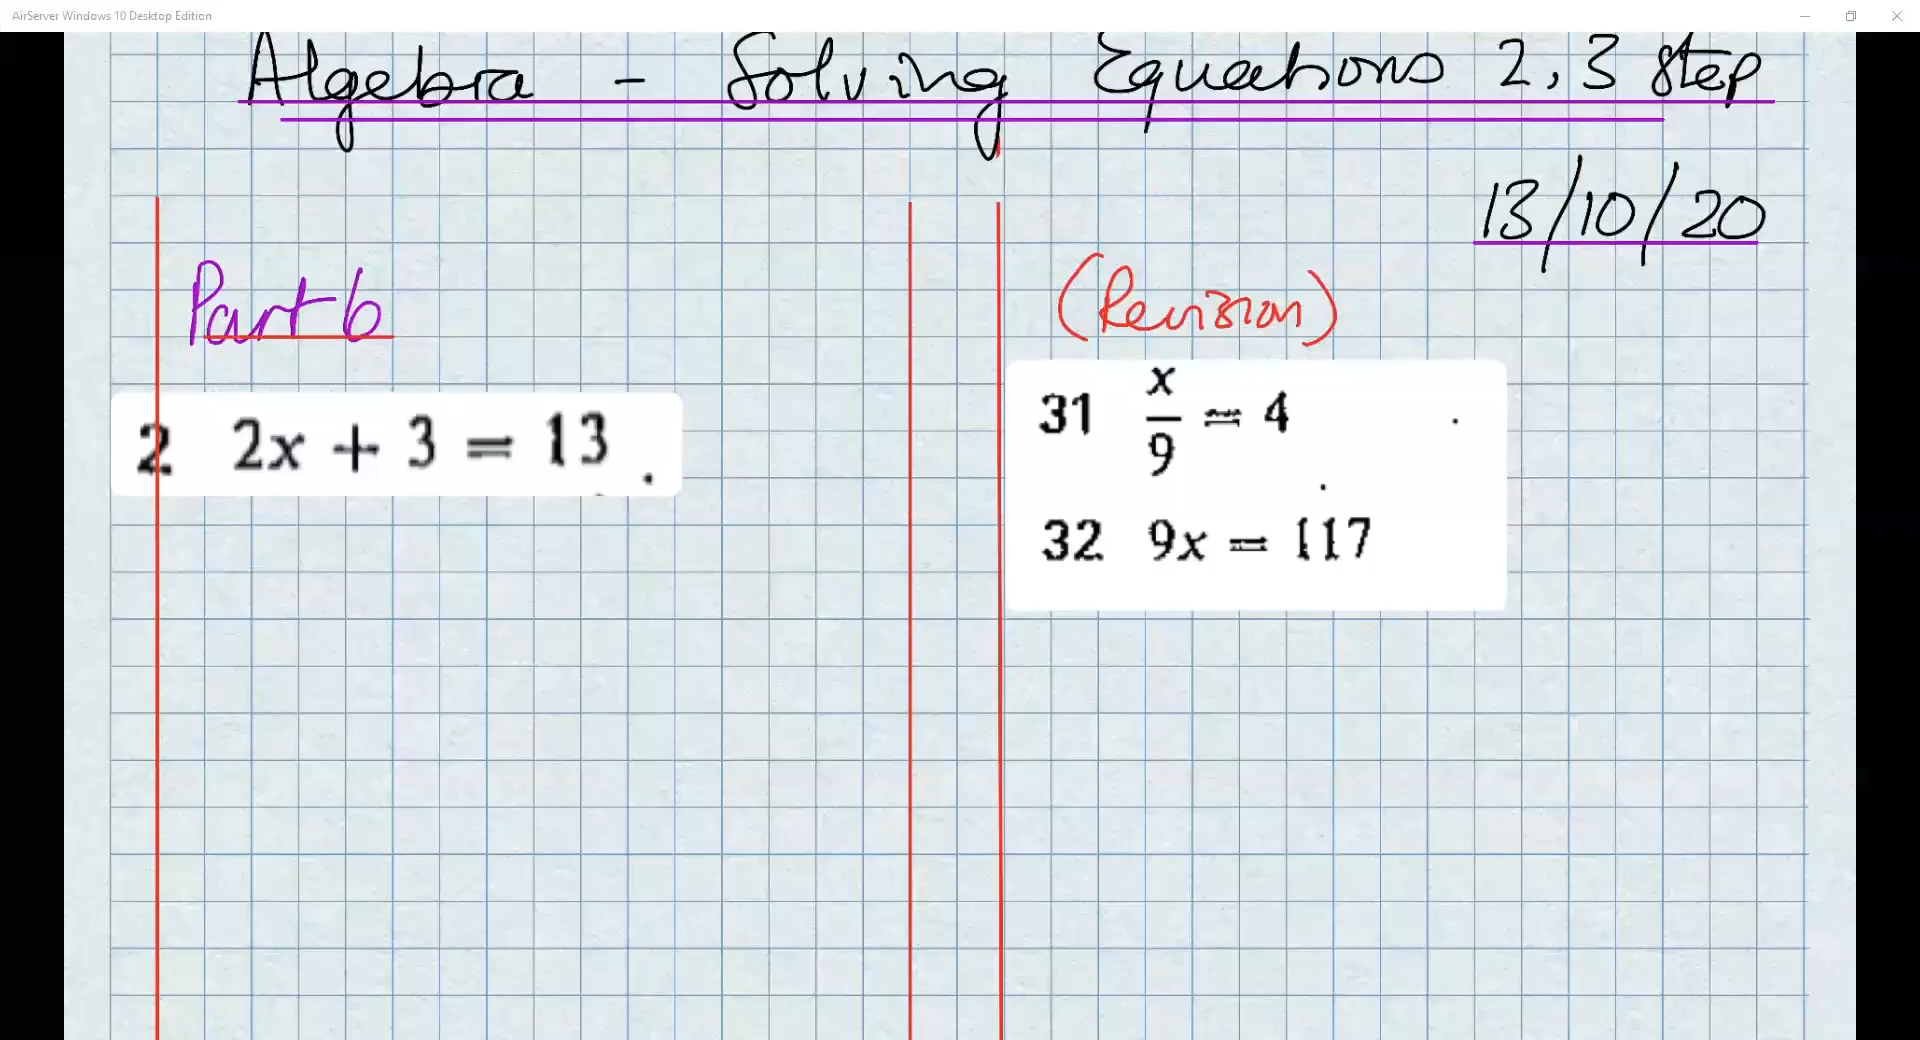 AirServer Windows 10 Desktop Edition
Algebra - Solving Equations 2,3 step
13/10/20
Part 6
2 2x + 3 = 13 .
(Revision)
31 x/9 = 4
32 9x = 117